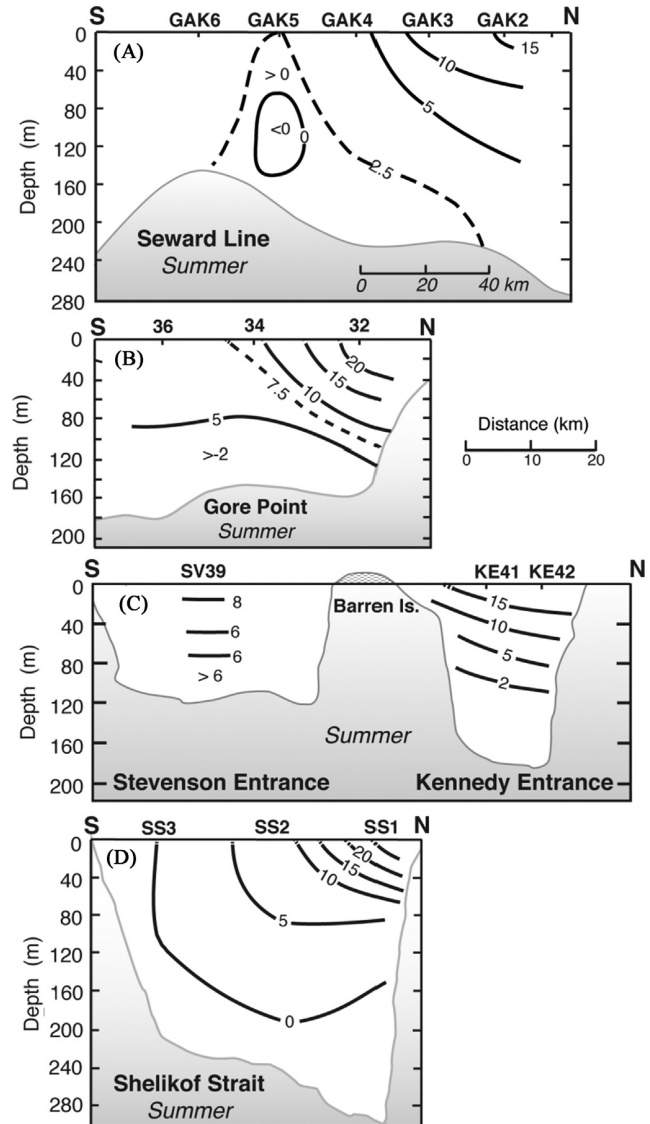 S GAK6 GAK5 GAK4 GAK3 GAK2 N
(A)
0
40
80
120
160
200
240
280
Depth (m)
> 0
<0 0
2.5
5
10
15
Seward Line
Summer
0 20 40 km
S 36 34 32 N
(B)
0
40
80
120
160
200
Depth (m)
20
15
10
7.5
5
>-2
Gore Point
Summer
Distance (km)
0 10 20
S SV39 KE41 KE42 N
(C)
0
40
80
120
160
200
Depth (m)
8
6
6
> 6
Barren Is.
15
10
5
2
Summer
Stevenson Entrance Kennedy Entrance
S SS3 SS2 SS1 N
(D)
0
40
80
120
160
200
240
280
Depth (m)
20
15
10
5
0
Shelikof Strait
Summer